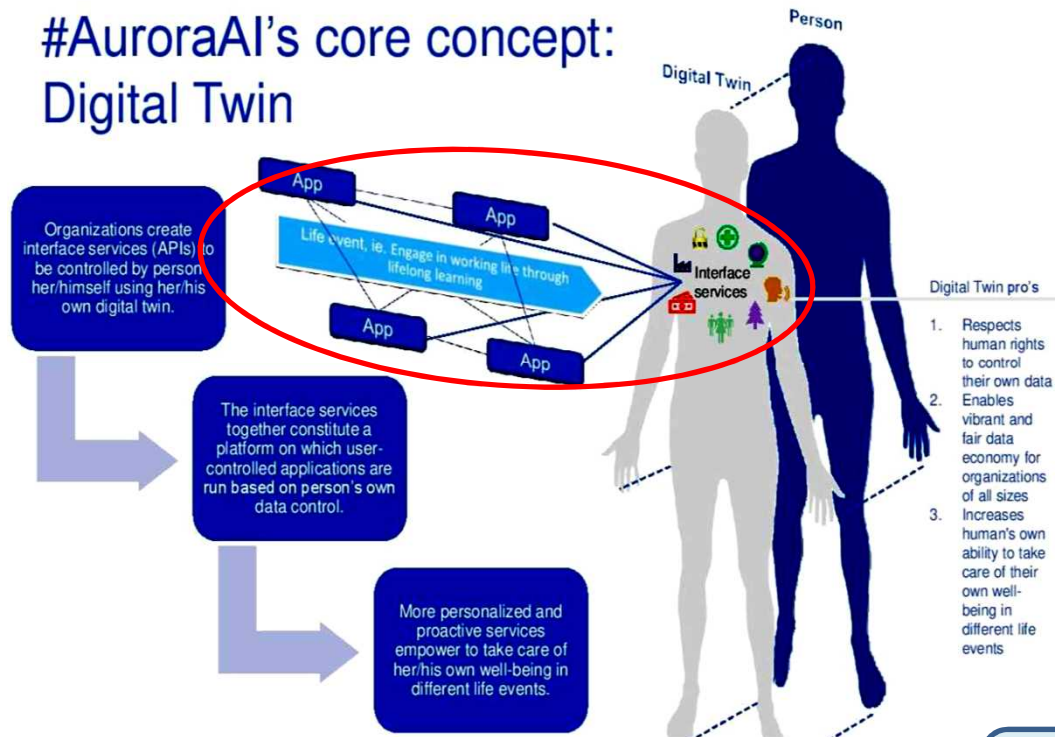 #AuroraAI's core concept:
Digital Twin
Person
Digital Twin
App
App
App
App
Life event, ie. Engage in working life through
lifelong learning
Interface
services
Organizations create
interface services (APIs) to
be controlled by person
her/himself using her/his
own digital twin.
The interface services
together constitute a
platform on which user-
controlled applications are
run based on person's own
data control.
More personalized and
proactive services
empower to take care of
her/his own well-being in
different life events.
Digital Twin pro's
1. Respects
human rights
to control
their own data
2. Enables
vibrant and
fair data
economy for
organizations
of all sizes
3. Increases
human's own
ability to take
care of their
own well-
being in
different life
events